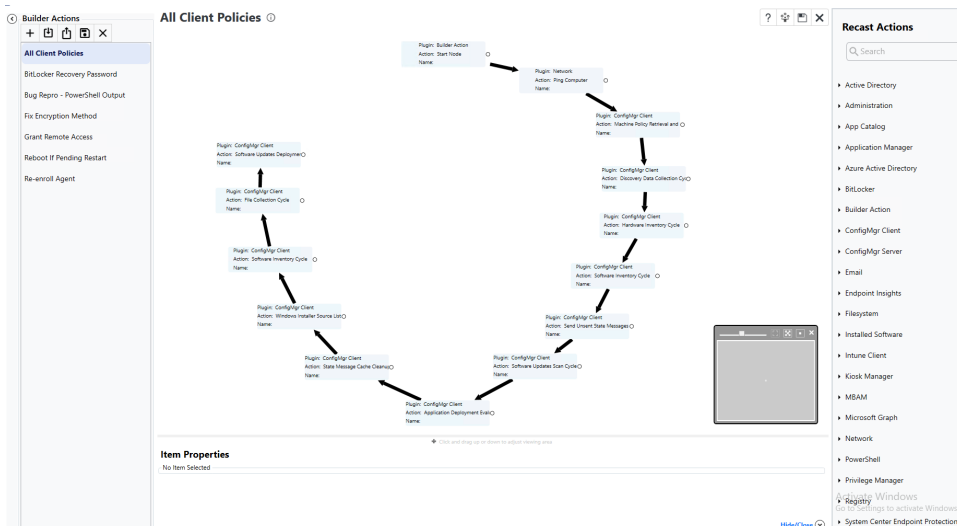 Builder Actions
All Client Policies
BitLocker Recovery Password
Bug Repro - PowerShell Output
Fix Encryption Method
Grant Remote Access
Reboot If Pending Restart
Re-enroll Agent
All Client Policies
Plugin: Builder Action
Action: Start Node
Name:
Plugin: Network
Action: Ping Computer
Name:
Plugin: ConfigMgr Client
Action: Machine Policy Retrieval and
Name:
Plugin: ConfigMgr Client
Action: Discovery Data Collection Cyc
Name:
Plugin: ConfigMgr Client
Action: Hardware Inventory Cycle
Name:
Plugin: ConfigMgr Client
Action: Software Inventory Cycle
Name:
Plugin: ConfigMgr Client
Action: Send Unsent State Messages
Name:
Plugin: ConfigMgr Client
Action: Software Updates Scan Cycle
Name:
Plugin: ConfigMgr Client
Action: Application Deployment Eval
Name:
Plugin: ConfigMgr Client
Action: State Message Cache Cleanup
Name:
Plugin: ConfigMgr Client
Action: Windows Installer Source List
Name:
Plugin: ConfigMgr Client
Action: Software Inventory Cycle
Name:
Plugin: ConfigMgr Client
Action: File Collection Cycle
Name:
Plugin: ConfigMgr Client
Action: Software Updates Deploymen
Name:
Click and drag up or down to adjust viewing area
Item Properties
No Item Selected
Hide/Close
Recast Actions
Search
Active Directory
Administration
App Catalog
Application Manager
Azure Active Directory
BitLocker
Builder Action
ConfigMgr Client
ConfigMgr Server
Email
Endpoint Insights
Filesystem
Installed Software
Intune Client
Kiosk Manager
MBAM
Microsoft Graph
Network
PowerShell
Privilege Manager
Activate Windows
Registry
Go to Settings to activate Windows
System Center Endpoint Protection